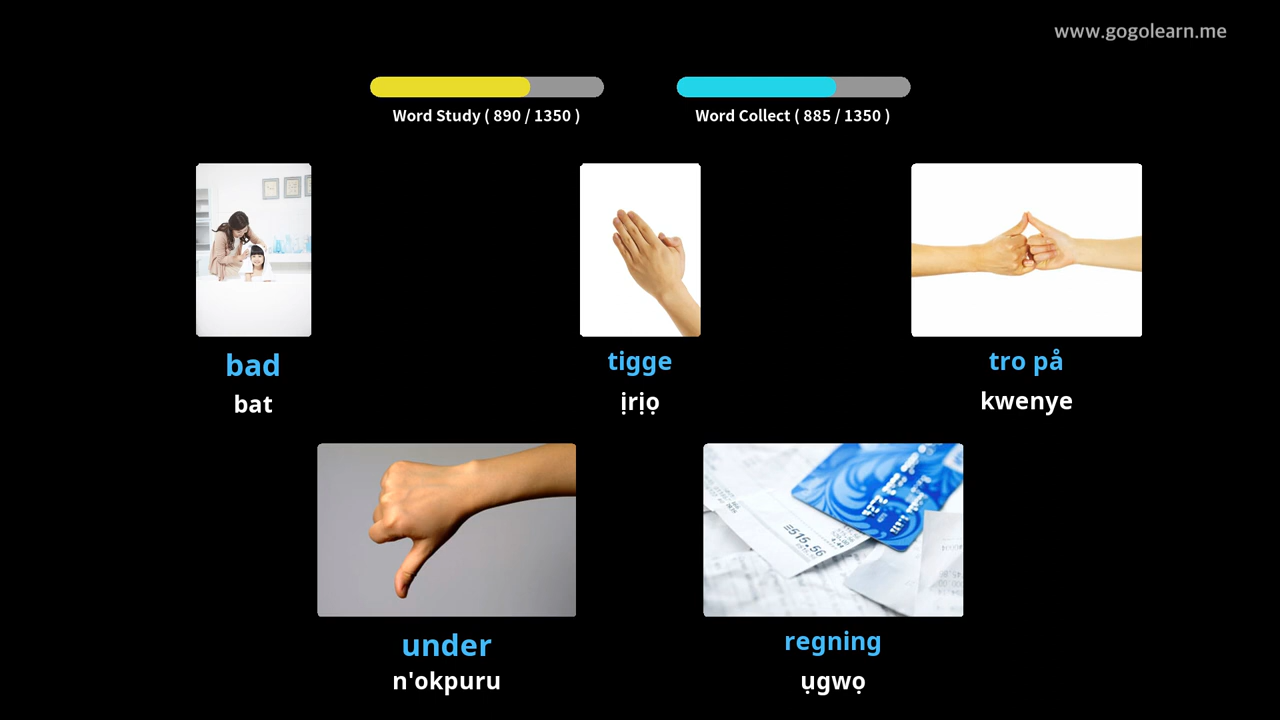 www.gogolearn.me
Word Study ( 890 / 1350 )
Word Collect ( 885 / 1350 )
bad
bat
tigge
ịrịọ
tro på
kwenye
under
n'okpuru
regning
ụgwọ